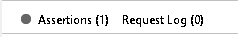 Assertions (1) Request Log (0)